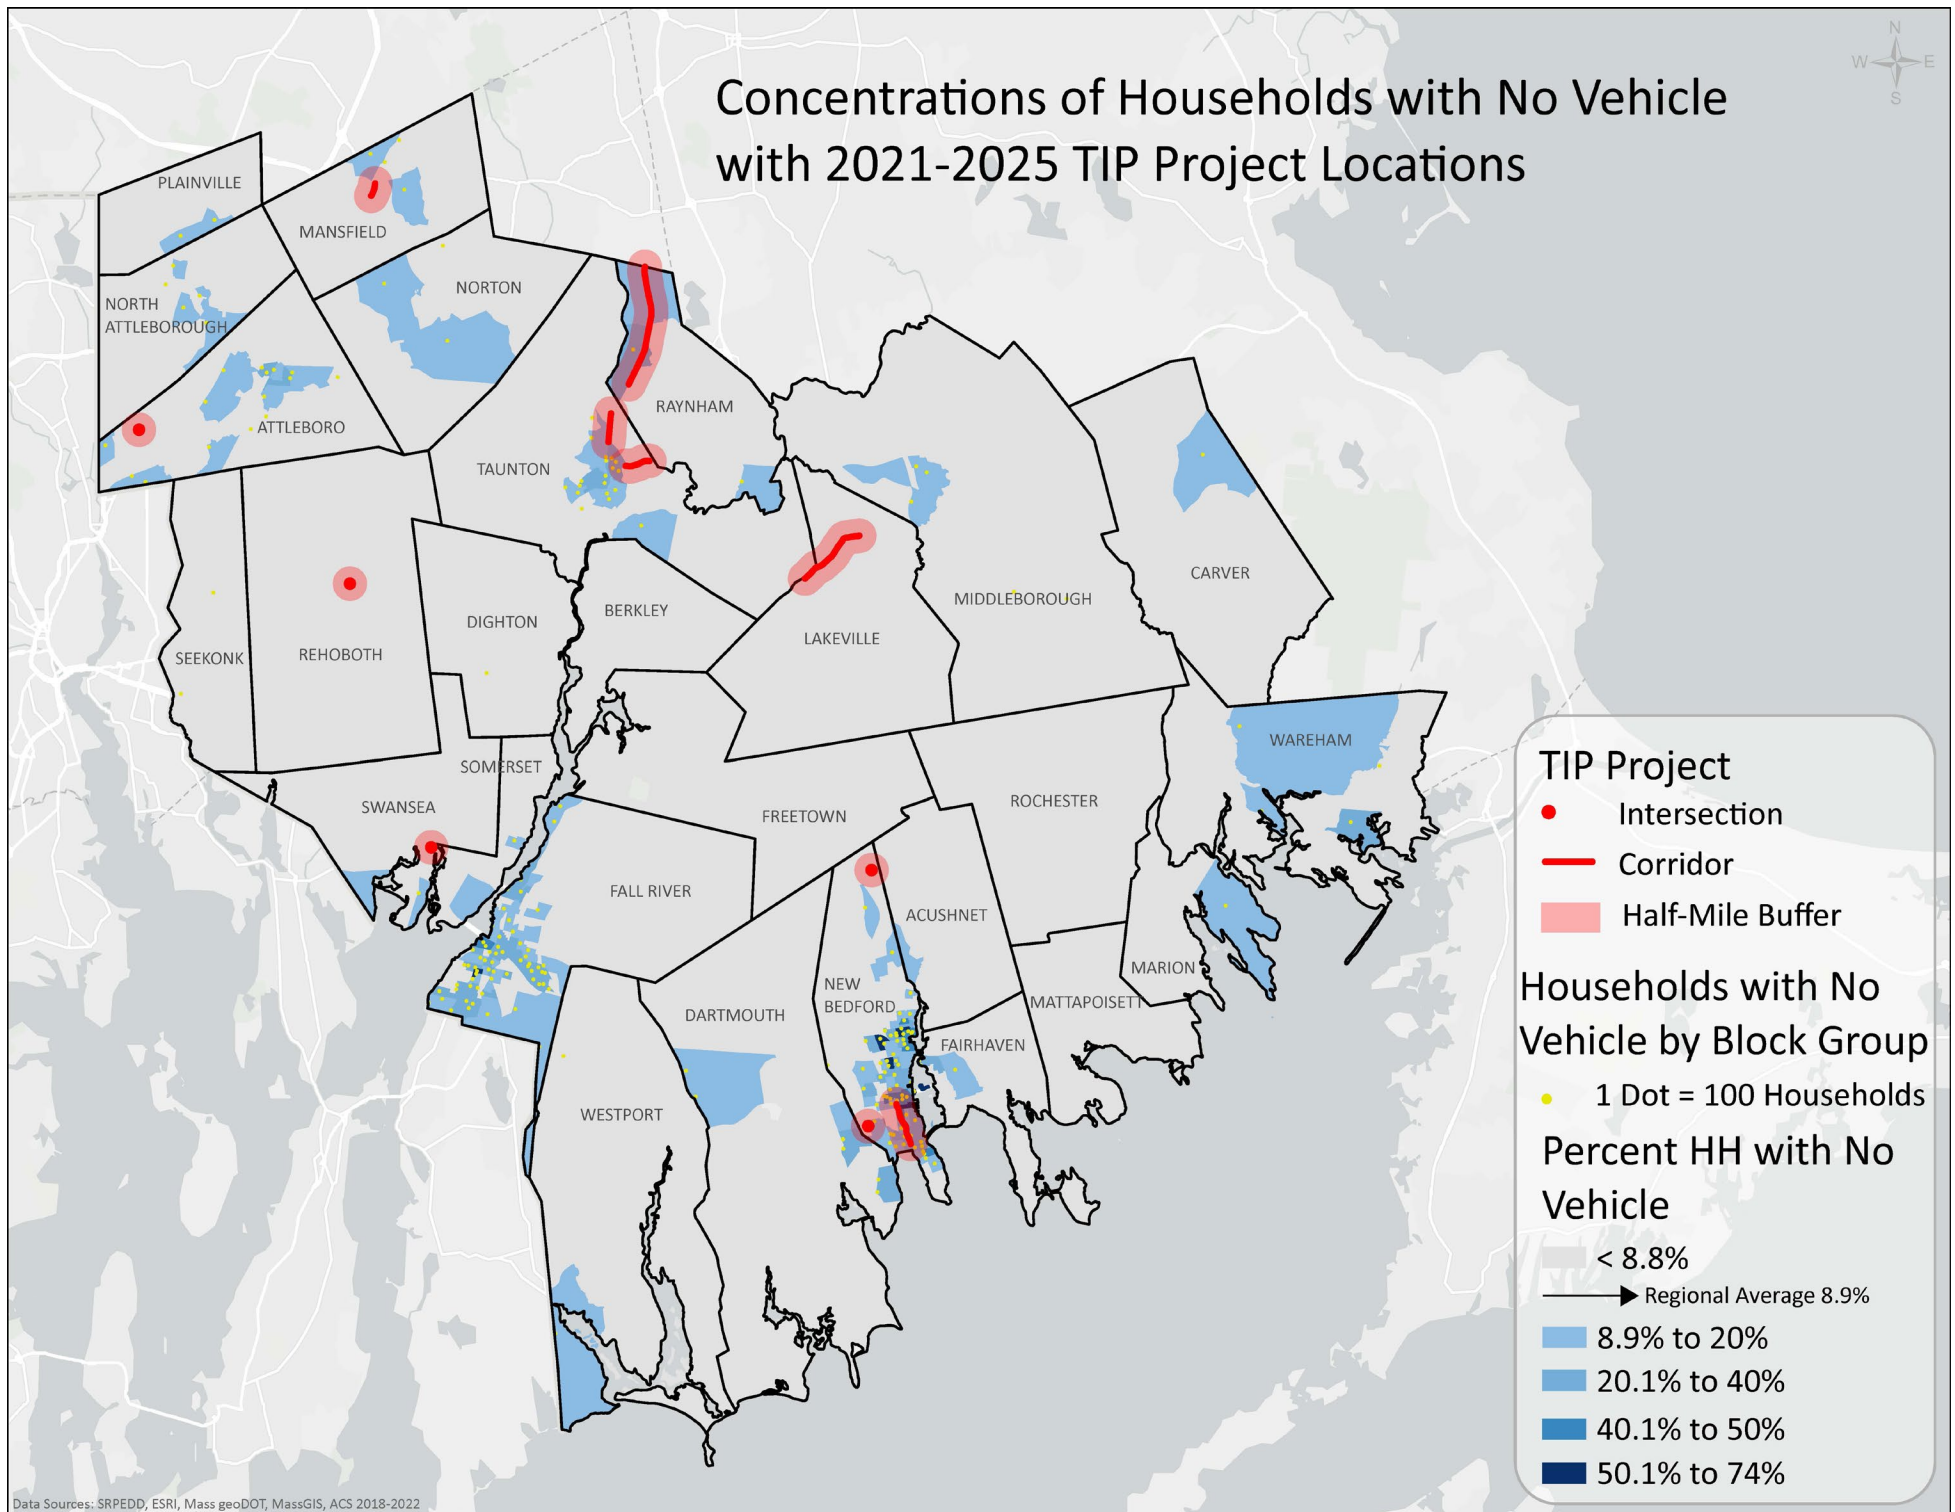 Concentrations of Households with No Vehicle
with 2021-2025 TIP Project Locations
N
W
E
S
PLAINVILLE
MANSFIELD
NORTON
NORTH
ATTLEBOROUGH
ATTLEBORO
RAYNHAM
TAUNTON
CARVER
MIDDLEBOROUGH
BERKLEY
DIGHTON
LAKEVILLE
SEEKONK
REHOBOTH
WAREHAM
SOMERSET
SWANSEA
FREETOWN
ROCHESTER
FALL RIVER
ACUSHNET
MARION
NEW
BEDFORD
MATTAPOISETT
DARTMOUTH
FAIRHAVEN
WESTPORT
TIP Project
Intersection
Corridor
Half-Mile Buffer
Households with No
Vehicle by Block Group
1 Dot = 100 Households
Percent HH with No
Vehicle
< 8.8%
Regional Average 8.9%
8.9% to 20%
20.1% to 40%
40.1% to 50%
50.1% to 74%
Data Sources: SRPEDD, ESRI, Mass geoDOT, MassGIS, ACS 2018-2022